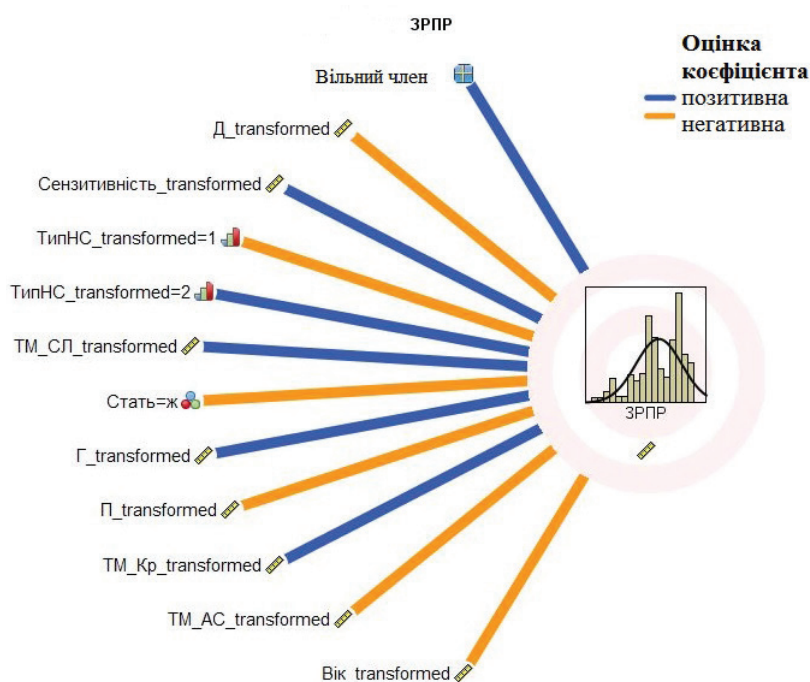 ЗРПР
Оцінка
коєфіцієнта
позитивна
негативна
Вільний член
Д_transformed
Сензитивність_transformed
ТипНС_transformed=1
ТипНС_transformed=2
ТМ_СЛ_transformed
Стать=ж
Г_transformed
П_transformed
ТМ_Кр_transformed
ТМ_АС_transformed
Вік_transformed
ЗРПР